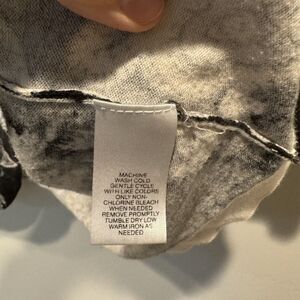 MACHINE
WASH COLD
GENTLE CYCLE
WITH LIKE COLORS
ONLY NON-
CHLORINE BLEACH
WHEN NEEDED
REMOVE PROMPTLY
TUMBLE DRY LOW
WARM IRON AS
NEEDED